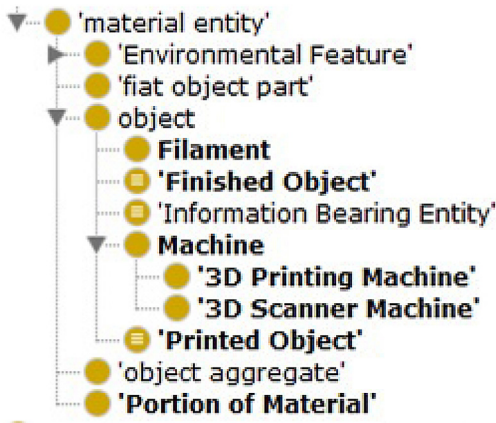 'material entity'
'Environmental Feature'
'fiat object part'
object
Filament
'Finished Object'
'Information Bearing Entity'
Machine
'3D Printing Machine'
'3D Scanner Machine'
'Printed Object'
'object aggregate'
'Portion of Material'